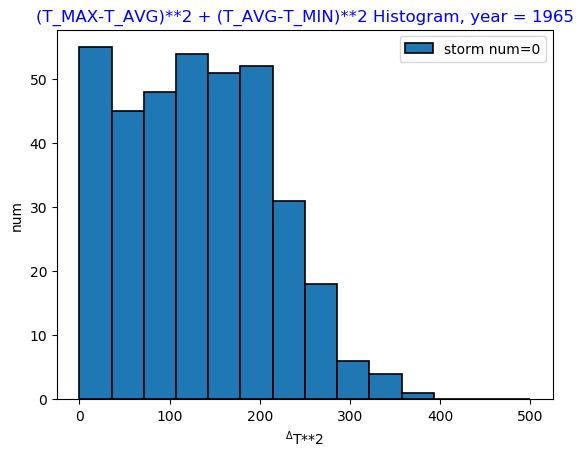 (T_MAX-T_AVG)**2 + (T_AVG-T_MIN)**2 Histogram, year = 1965
storm num=0
50
40
30
20
10
0
num
0 100 200 300 400 500
ΔT**2